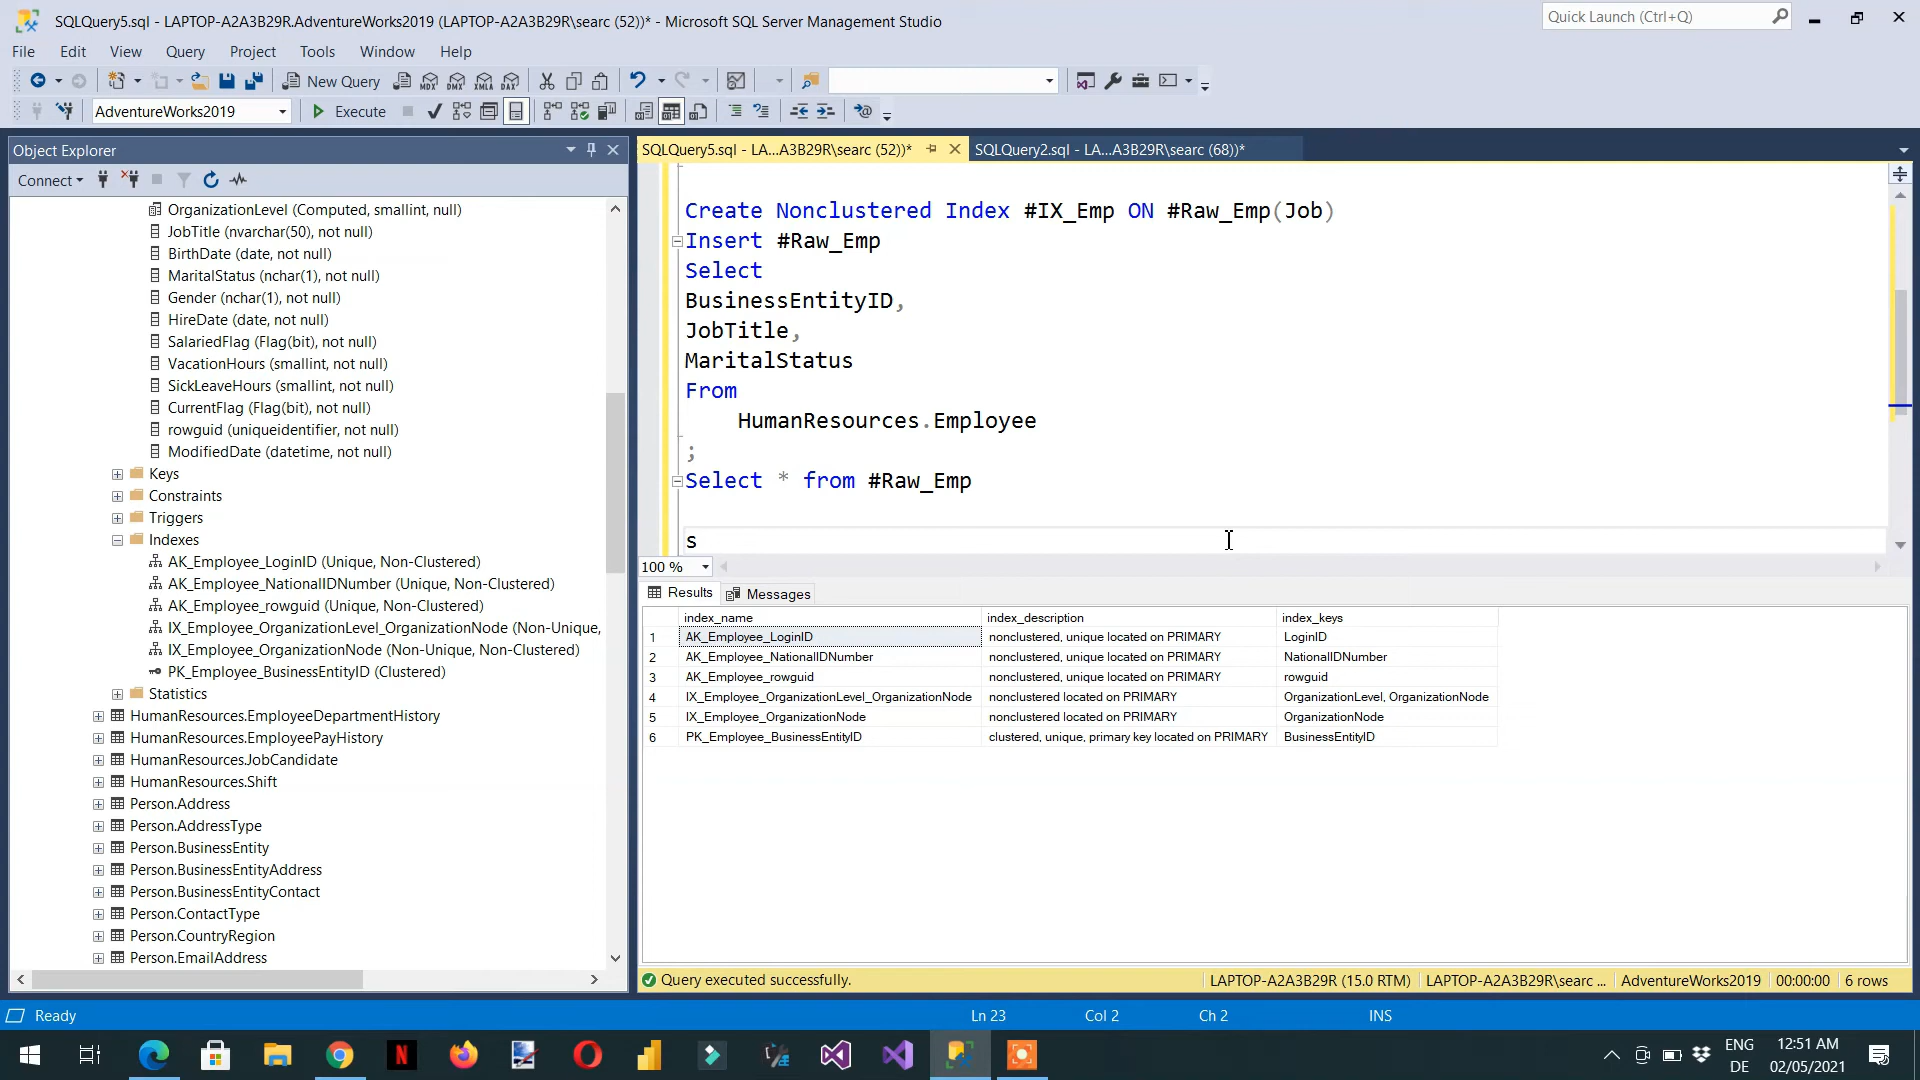 SQLQuery5.sql - LAPTOP-A2A3B29R.AdventureWorks2019 (LAPTOP-A2A3B29R\searc (52))* - Microsoft SQL Server Management Studio
Quick Launch (Ctrl+Q)
File Edit View Query Project Tools Window Help
New Query
MDX DMX XMLA DAX
AdventureWorks2019
Execute
Object Explorer
Connect
OrganizationLevel (Computed, smallint, null)
JobTitle (nvarchar(50), not null)
BirthDate (date, not null)
MaritalStatus (nchar(1), not null)
Gender (nchar(1), not null)
HireDate (date, not null)
SalariedFlag (Flag(bit), not null)
VacationHours (smallint, not null)
SickLeaveHours (smallint, not null)
CurrentFlag (Flag(bit), not null)
rowguid (uniqueidentifier, not null)
ModifiedDate (datetime, not null)
Keys
Constraints
Triggers
Indexes
AK_Employee_LoginID (Unique, Non-Clustered)
AK_Employee_NationalIDNumber (Unique, Non-Clustered)
AK_Employee_rowguid (Unique, Non-Clustered)
IX_Employee_OrganizationLevel_OrganizationNode (Non-Unique,
IX_Employee_OrganizationNode (Non-Unique, Non-Clustered)
PK_Employee_BusinessEntityID (Clustered)
Statistics
HumanResources.EmployeeDepartmentHistory
HumanResources.EmployeePayHistory
HumanResources.JobCandidate
HumanResources.Shift
Person.Address
Person.AddressType
Person.BusinessEntity
Person.BusinessEntityAddress
Person.BusinessEntityContact
Person.ContactType
Person.CountryRegion
Person.EmailAddress
SQLQuery5.sql - LA...A3B29R\searc (52))*
SQLQuery2.sql - LA...A3B29R\searc (68))*
Create Nonclustered Index #IX_Emp ON #Raw_Emp(Job)
Insert #Raw_Emp
Select
BusinessEntityID,
JobTitle,
MaritalStatus
From
HumanResources.Employee
;
Select * from #Raw_Emp
s
100 %
Results Messages
index_name index_description index_keys
1 AK_Employee_LoginID nonclustered, unique located on PRIMARY LoginID
2 AK_Employee_NationalIDNumber nonclustered, unique located on PRIMARY NationalIDNumber
3 AK_Employee_rowguid nonclustered, unique located on PRIMARY rowguid
4 IX_Employee_OrganizationLevel_OrganizationNode nonclustered located on PRIMARY OrganizationLevel, OrganizationNode
5 IX_Employee_OrganizationNode nonclustered located on PRIMARY OrganizationNode
6 PK_Employee_BusinessEntityID clustered, unique, primary key located on PRIMARY BusinessEntityID
Query executed successfully.
LAPTOP-A2A3B29R (15.0 RTM) LAPTOP-A2A3B29R\searc ... AdventureWorks2019 00:00:00 6 rows
Ready
Ln 23 Col 2 Ch 2 INS
N
ENG
DE
12:51 AM
02/05/2021